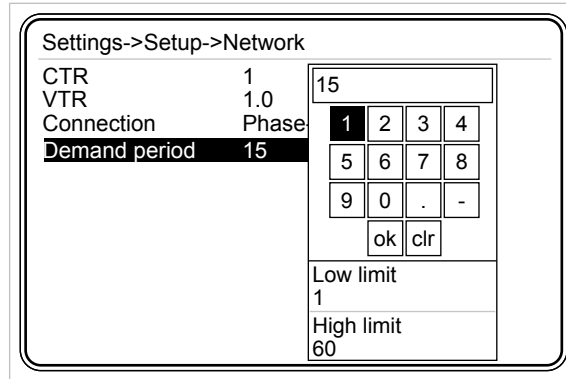 Settings->Setup->Network
CTR 1
VTR 1.0
Connection Phase-
Demand period 15
15
1 2 3 4
5 6 7 8
9 0 . -
ok clr
Low limit
1
High limit
60